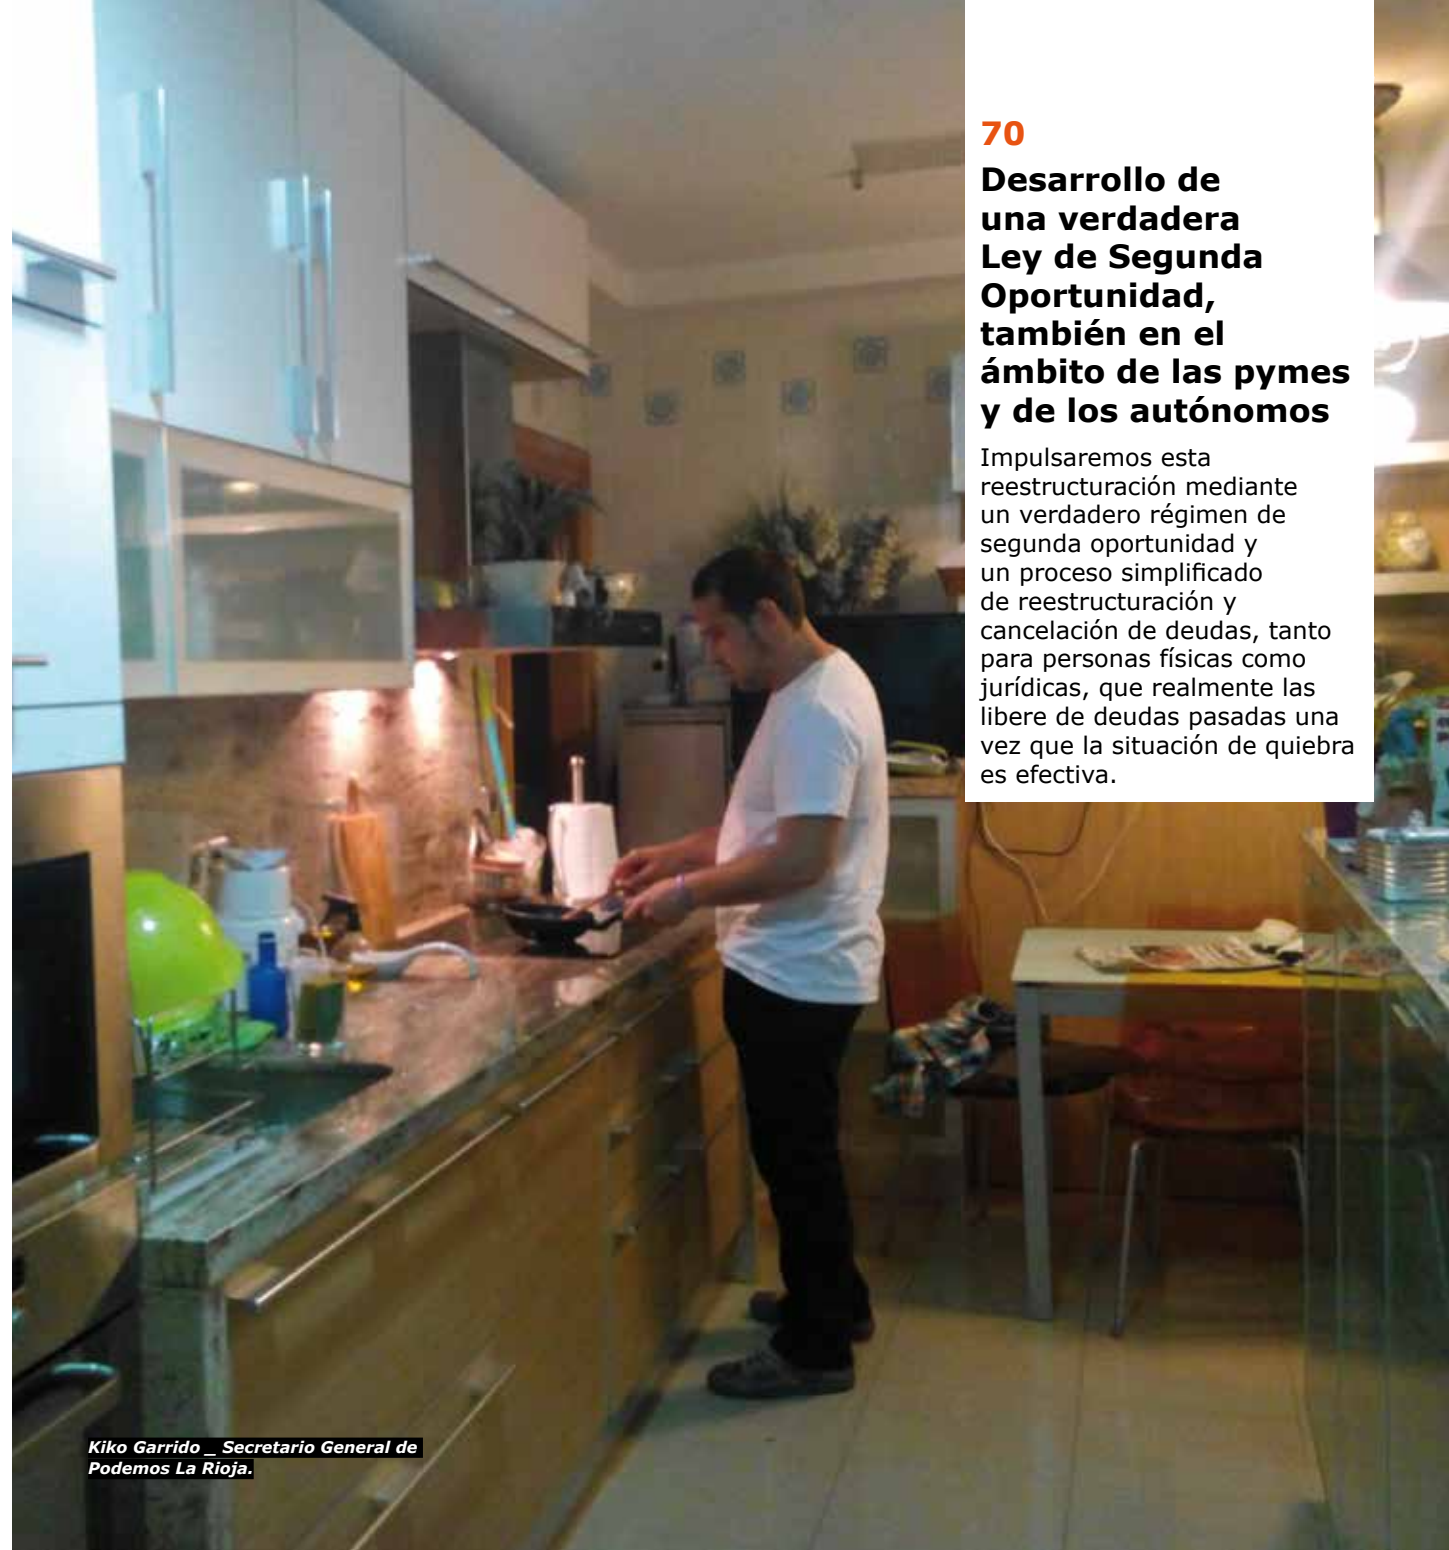 70
Desarrollo de
una verdadera
Ley de Segunda
Oportunidad,
también en el
ámbito de las pymes
y de los autónomos
Impulsaremos esta
reestructuración mediante
un verdadero régimen de
segunda oportunidad y
un proceso simplificado
de reestructuración y
cancelación de deudas, tanto
para personas físicas como
jurídicas, que realmente las
libere de deudas pasadas una
vez que la situación de quiebra
es efectiva.
Kiko Garrido _ Secretario General de
Podemos La Rioja.